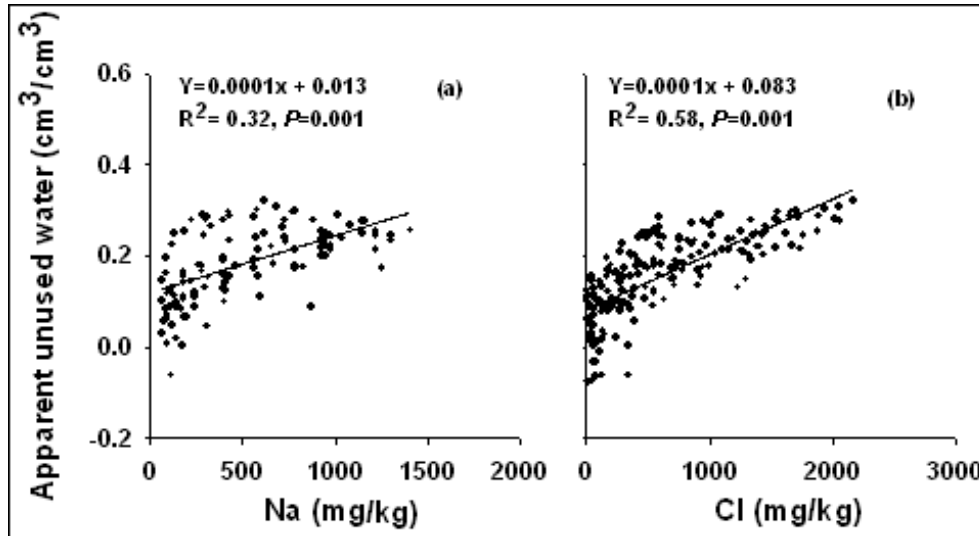 Apparent unused water (cm³/cm³)
0.6
0.4
0.2
0.0
-0.2
Y=0.0001x + 0.013
R²= 0.32, P=0.001
(a)
0
500
1000
1500
2000
Na (mg/kg)
Y=0.0001x + 0.083
R²= 0.58, P=0.001
(b)
0
1000
2000
3000
Cl (mg/kg)